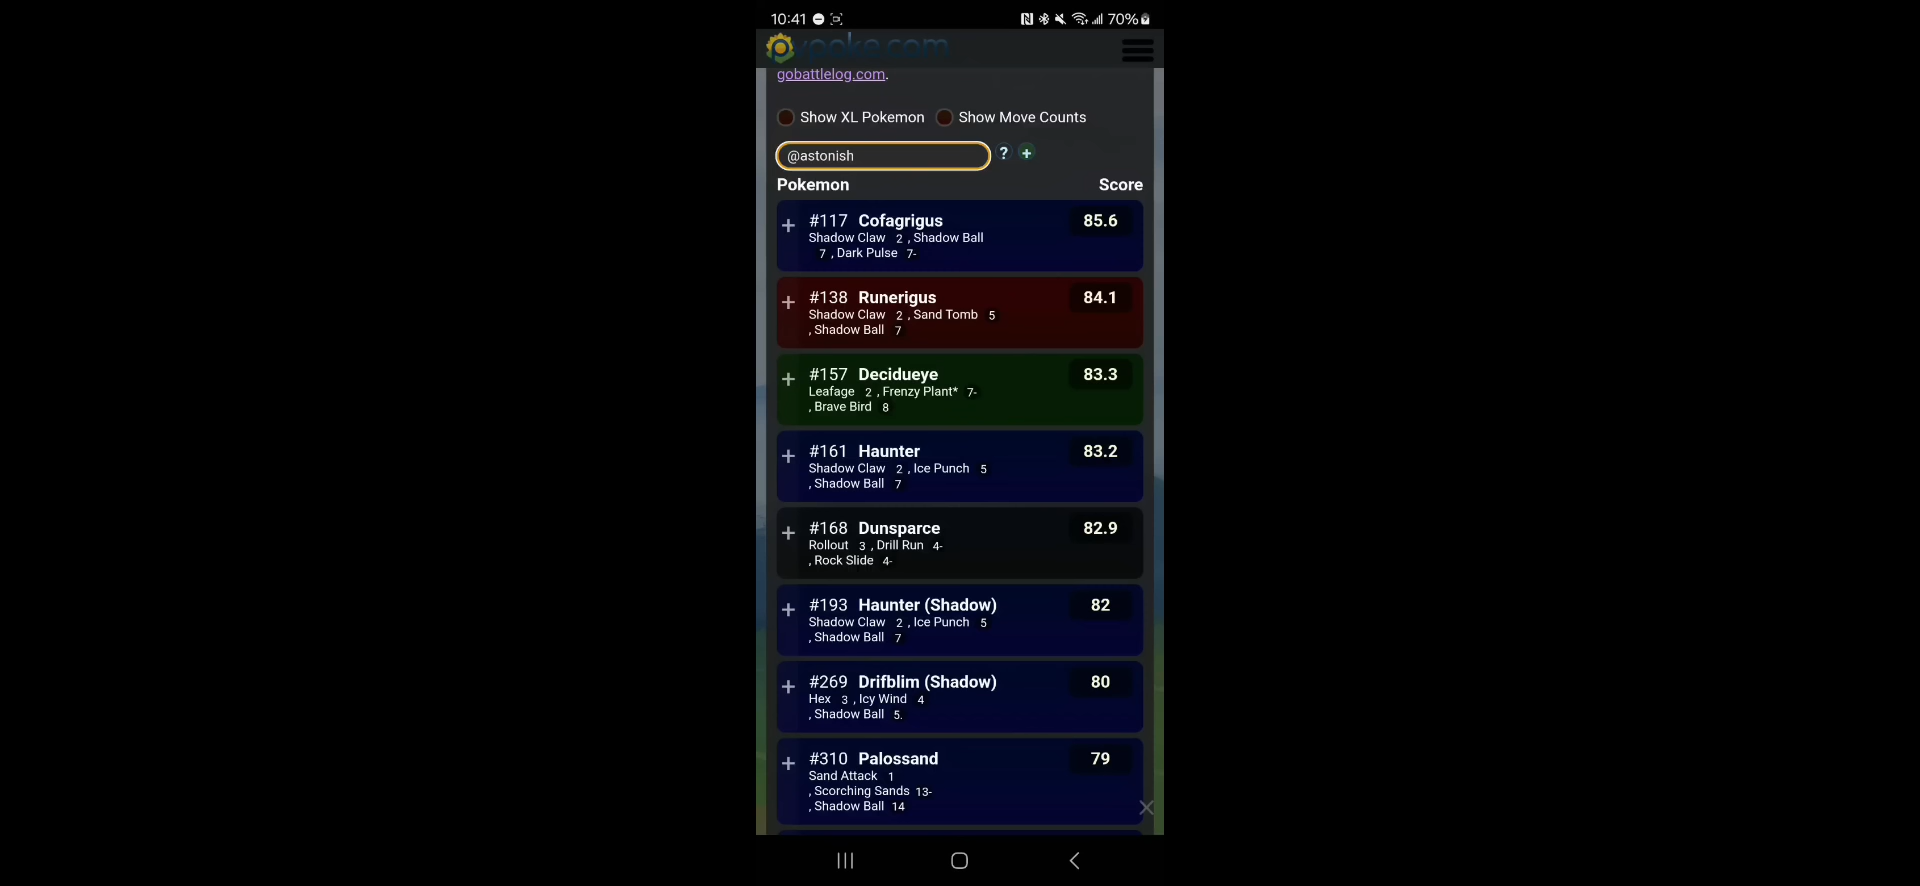 10:41 70%
pvpoke.com
gobattlelog.com.
Show XL Pokemon Show Move Counts
@astonish ? +
Pokemon Score
+ #117 Cofagrigus 85.6
Shadow Claw 2 , Shadow Ball
7 , Dark Pulse 7-
+ #138 Runerigus 84.1
Shadow Claw 2 , Sand Tomb 5
, Shadow Ball 7
+ #157 Decidueye 83.3
Leafage 2 , Frenzy Plant* 7-
, Brave Bird 8
+ #161 Haunter 83.2
Shadow Claw 2 , Ice Punch 5
, Shadow Ball 7
+ #168 Dunsparce 82.9
Rollout 3 , Drill Run 4-
, Rock Slide 4-
+ #193 Haunter (Shadow) 82
Shadow Claw 2 , Ice Punch 5
, Shadow Ball 7
+ #269 Drifblim (Shadow) 80
Hex 3 , Icy Wind 4
, Shadow Ball 5.
+ #310 Palossand 79
Sand Attack 1
, Scorching Sands 13-
, Shadow Ball 14